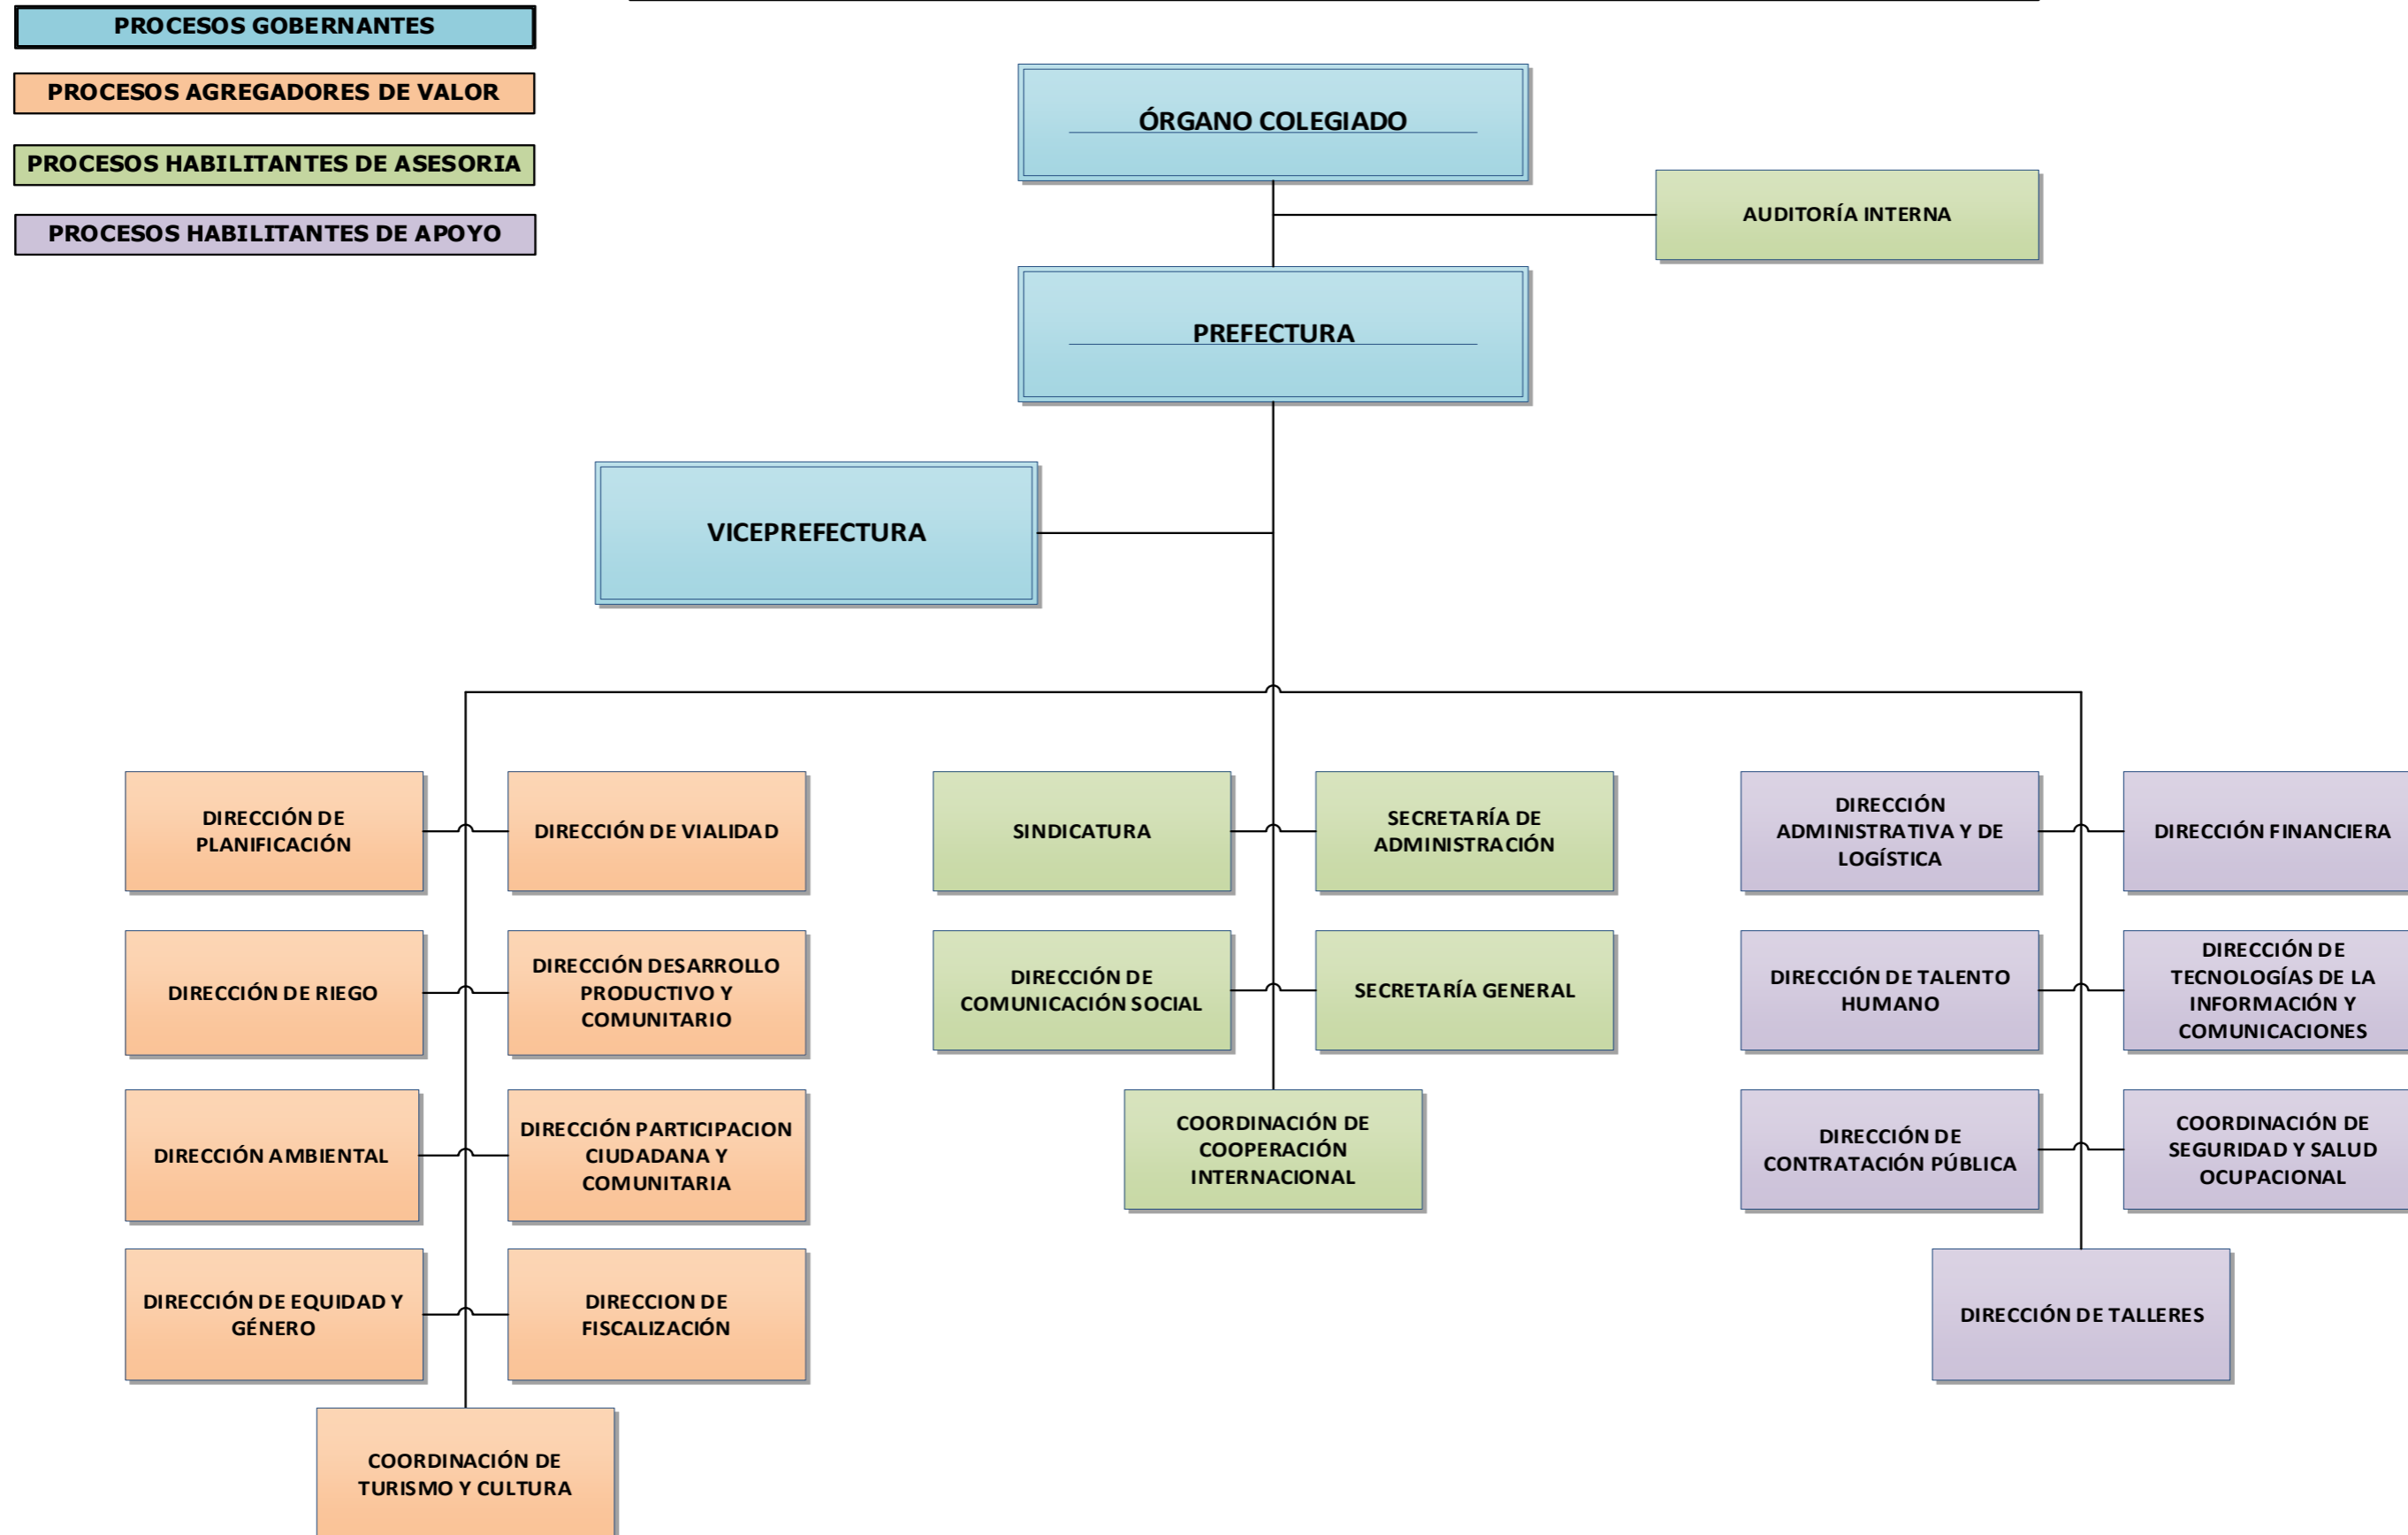 PROCESOS GOBERNANTES
PROCESOS AGREGADORES DE VALOR
PROCESOS HABILITANTES DE ASESORIA
PROCESOS HABILITANTES DE APOYO
ÓRGANO COLEGIADO
AUDITORÍA INTERNA
PREFECTURA
VICEPREFECTURA
DIRECCIÓN DE
PLANIFICACIÓN
DIRECCIÓN DE VIALIDAD
SINDICATURA
SECRETARÍA DE
ADMINISTRACIÓN
DIRECCIÓN
ADMINISTRATIVA Y DE
LOGÍSTICA
DIRECCIÓN FINANCIERA
DIRECCIÓN DE RIEGO
DIRECCIÓN DESARROLLO
PRODUCTIVO Y
COMUNITARIO
DIRECCIÓN DE
COMUNICACIÓN SOCIAL
SECRETARÍA GENERAL
DIRECCIÓN DE TALENTO
HUMANO
DIRECCIÓN DE
TECNOLOGÍAS DE LA
INFORMACIÓN Y
COMUNICACIONES
DIRECCIÓN AMBIENTAL
DIRECCIÓN PARTICIPACION
CIUDADANA Y
COMUNITARIA
COORDINACIÓN DE
COOPERACIÓN
INTERNACIONAL
DIRECCIÓN DE
CONTRATACIÓN PÚBLICA
COORDINACIÓN DE
SEGURIDAD Y SALUD
OCUPACIONAL
DIRECCIÓN DE EQUIDAD Y
GÉNERO
DIRECCION DE
FISCALIZACIÓN
DIRECCIÓN DE TALLERES
COORDINACIÓN DE
TURISMO Y CULTURA